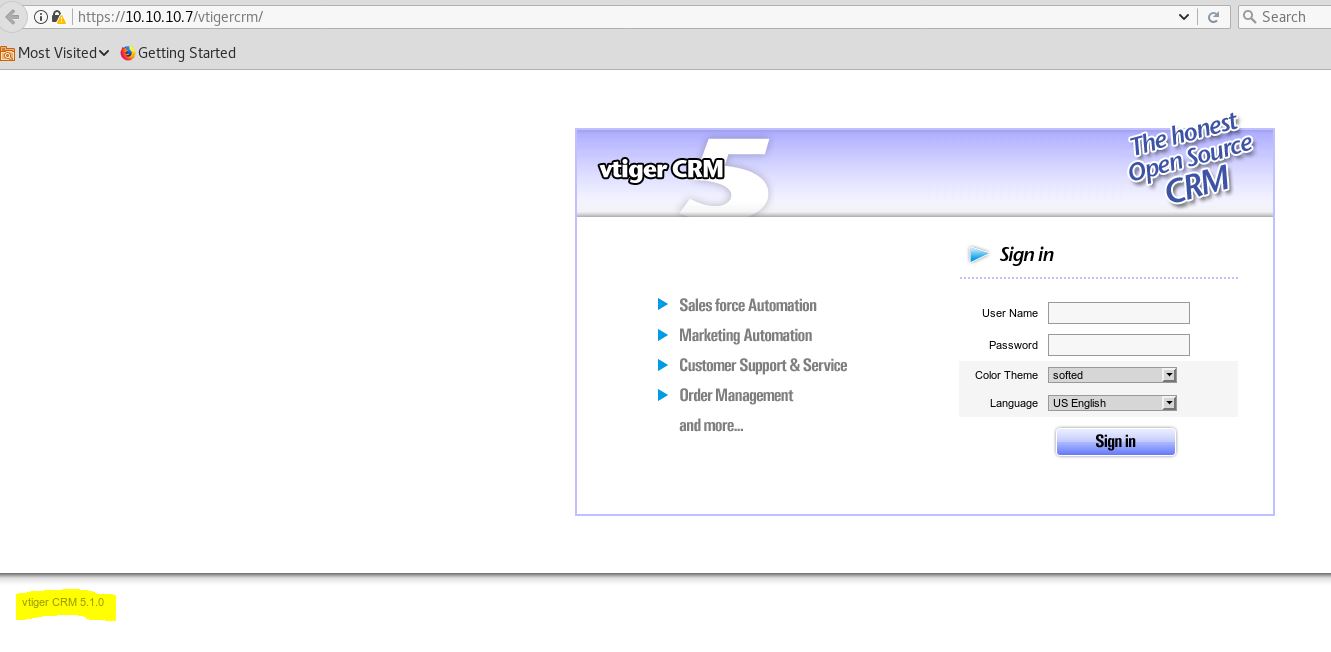 https://10.10.10.7/vtigercrm/
Search
Most Visited
Getting Started
vtiger CRM
5
The honest
Open Source
CRM
Sign in
Sales force Automation
Marketing Automation
Customer Support & Service
Order Management
and more...
User Name
Password
Color Theme softed
Language US English
Sign in
vtiger CRM 5.1.0